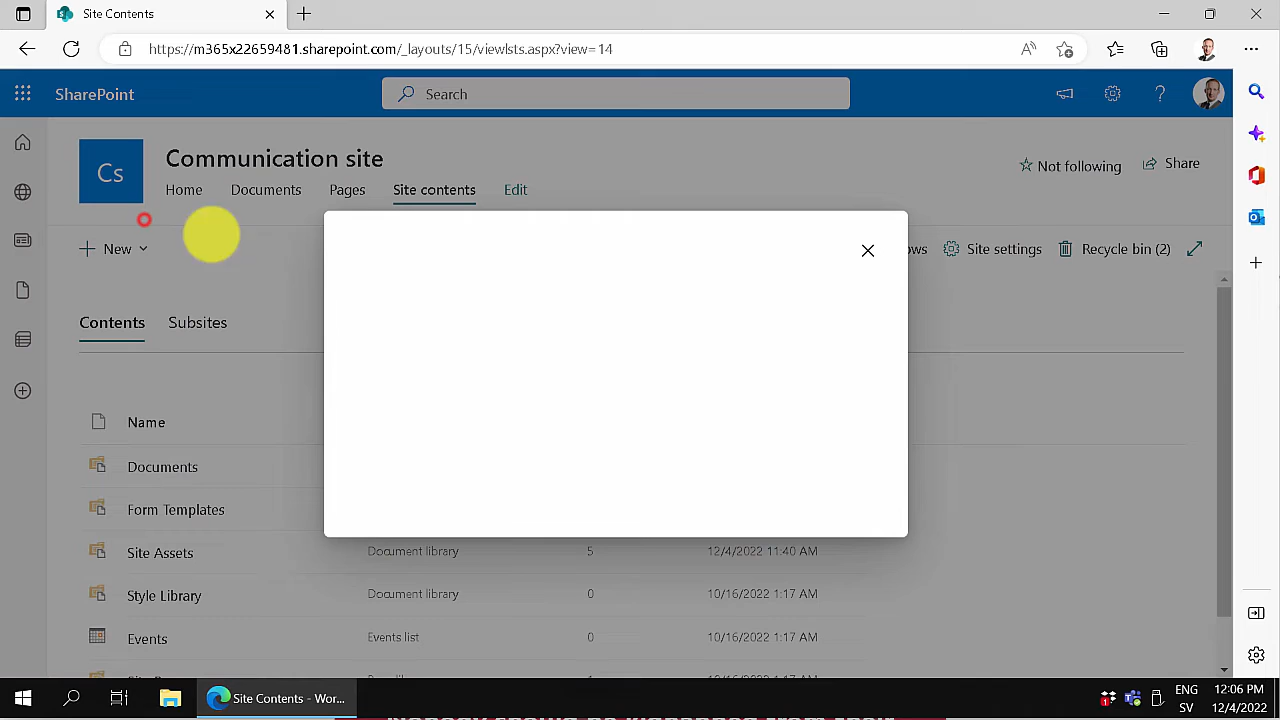 Site Contents
https://m365x22659481.sharepoint.com/_layouts/15/viewlsts.aspx?view=14
SharePoint
Search
Cs
Communication site
Home Documents Pages Site contents Edit
Not following Share
New
ows Site settings Recycle bin (2)
Contents Subsites
Name
Documents
Form Templates
Site Assets Document library 5 12/4/2022 11:40 AM
Style Library Document library 0 10/16/2022 1:17 AM
Events Events list 0 10/16/2022 1:17 AM
Site Contents - Wor...
ENG 12:06 PM
SV 12/4/2022